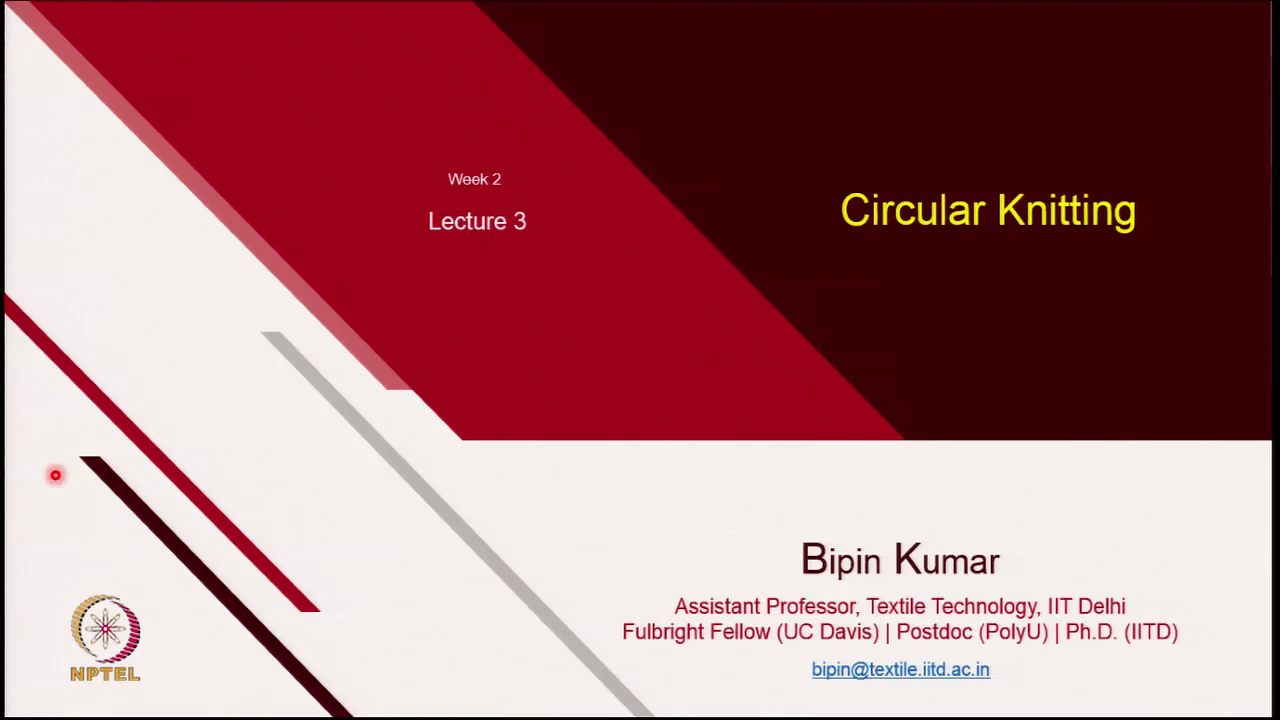 Week 2
Lecture 3
Circular Knitting
Bipin Kumar
Assistant Professor, Textile Technology, IIT Delhi
Fulbright Fellow (UC Davis) | Postdoc (PolyU) | Ph.D. (IITD)
bipin@textile.iitd.ac.in
NPTEL